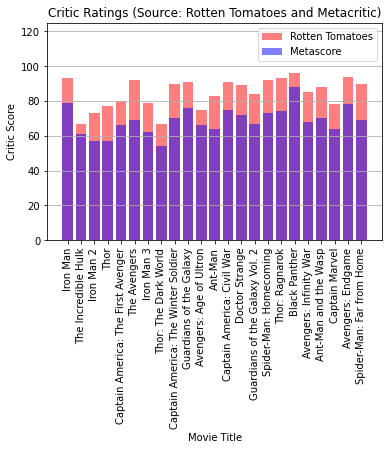 Critic Ratings (Source: Rotten Tomatoes and Metacritic)
Rotten Tomatoes
Metascore
Critic Score
120
100
80
60
40
20
0
Iron Man
The Incredible Hulk
Iron Man 2
Thor
Captain America: The First Avenger
The Avengers
Iron Man 3
Thor: The Dark World
Captain America: The Winter Soldier
Guardians of the Galaxy
Avengers: Age of Ultron
Ant-Man
Captain America: Civil War
Doctor Strange
Guardians of the Galaxy Vol. 2
Spider-Man: Homecoming
Thor: Ragnarok
Black Panther
Avengers: Infinity War
Ant-Man and the Wasp
Captain Marvel
Avengers: Endgame
Spider-Man: Far from Home
Movie Title